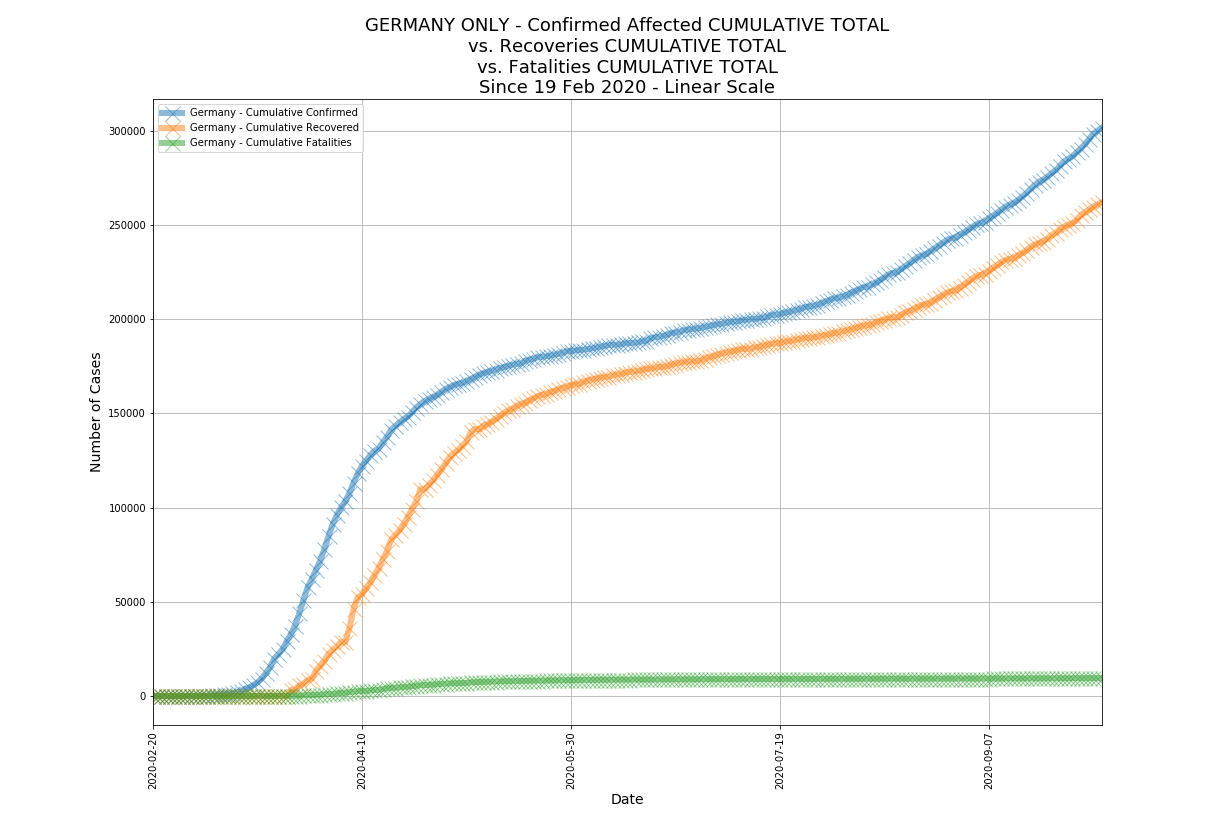 GERMANY ONLY - Confirmed Affected CUMULATIVE TOTAL
vs. Recoveries CUMULATIVE TOTAL
vs. Fatalities CUMULATIVE TOTAL
Since 19 Feb 2020 - Linear Scale
Germany - Cumulative Confirmed
Germany - Cumulative Recovered
Germany - Cumulative Fatalities
300000
250000
200000
150000
100000
50000
0
Number of Cases
2020-02-20
2020-04-10
2020-05-30
2020-07-19
2020-09-07
Date